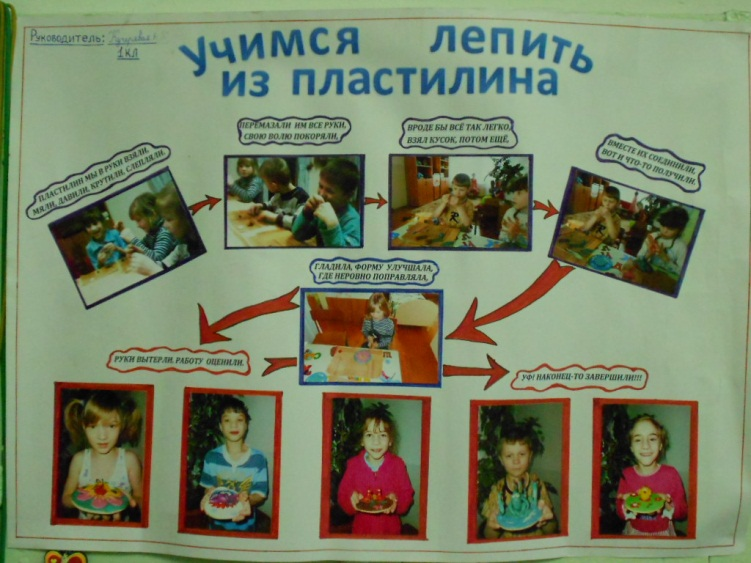 Руководитель:
1кл
Учимся лепить
из пластилина
ПЛАСТИЛИН МЫ В РУКИ ВЗЯЛИ,
МЯЛИ, ДАВИЛИ, КРУТИЛИ, СЛЕПЛЯЛИ,
ПЕРЕМАЗАЛИ ИМ ВСЕ РУКИ,
СВОЮ ВОЛЮ ПОКОРЯЛИ,
ВРОДЕ БЫ ВСЁ ТАК ЛЕГКО,
ВЗЯЛ КУСОК, ПОТОМ ЕЩЁ,
ВМЕСТЕ ИХ СОЕДИНИЛИ,
ВОТ И ЧТО-ТО ПОЛУЧИЛИ.
ГЛАДИЛА, ФОРМУ УЛУЧШАЛА,
ГДЕ НЕРОВНО ПОПРАВЛЯЛА,
РУКИ ВЫТЕРЛИ, РАБОТУ ОЦЕНИЛИ.
УФ! НАКОНЕЦ-ТО ЗАВЕРШИЛИ!!!